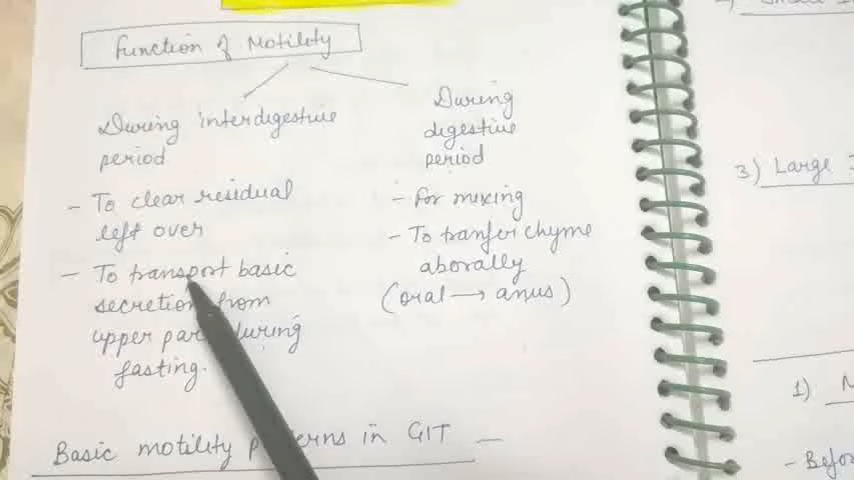 Function of Motility
During interdigestive
period
- To clear residual
left over
- To transport basic
secretion from
upper part during
fasting.
During
digestive
period
- For mixing
- To tranfer chyme
aborally
(oral → anus)
Basic motility patterns in GIT —
3) Large
1)
- Before